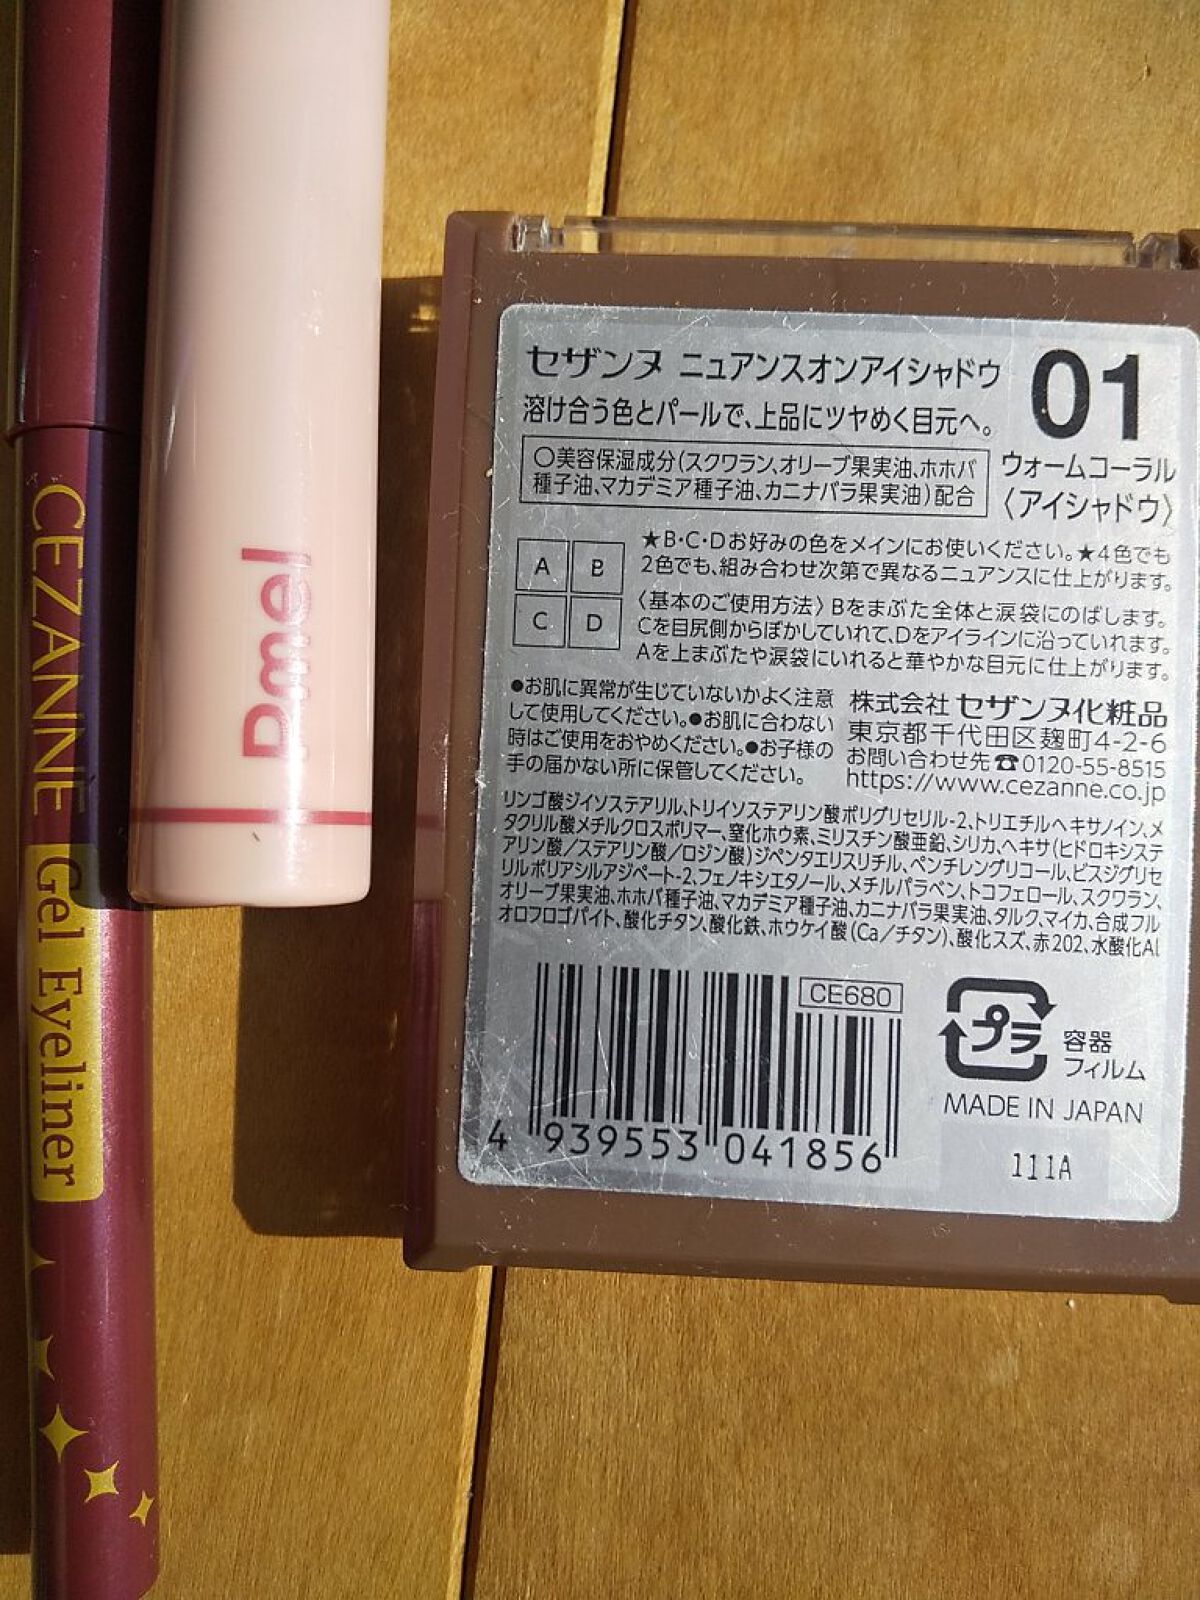 CEZANNE Gel Eyeliner
Dmel
セザンヌ ニュアンスオンアイシャドウ
溶け合う色とパールで、上品にツヤめく目元へ。
01
ウォームコーラル
〈アイシャドウ〉
〇美容保湿成分(スクワラン、オリーブ果実油、ホホバ
種子油、マカデミア種子油、カニナバラ果実油)配合
A B
C D
★B・C・Dお好みの色をメインにお使いください。★4色でも
2色でも、組み合わせ次第で異なるニュアンスに仕上がります。
〈基本のご使用方法〉Bをまぶた全体と涙袋にのばします。
Cを目尻側からぼかしていれて、Dをアイラインに沿っていれます。
Aを上まぶたや涙袋にいれると華やかな目元に仕上がります。
●お肌に異常が生じていないかよく注意
して使用してください。●お肌に合わない
時はご使用をおやめください。●お子様の
手の届かない所に保管してください。
株式会社 セザンヌ化粧品
東京都千代田区麹町4-2-6
お問い合わせ先☎0120-55-8515
https://www.cezanne.co.jp
リンゴ酸ジイソステアリル、トリイソステアリン酸ポリグリセリル-2、トリエチルヘキサノイン、メ
タクリル酸メチルクロスポリマー、窒化ホウ素、ミリスチン酸亜鉛、シリカ、ヘキサ(ヒドロキシステ
アリン酸/ステアリン酸/ロジン酸)ジペンタエリスリチル、ペンチレングリコール、ビスジグリセ
リルポリアシルアジペート-2、フェノキシエタノール、メチルパラベン、トコフェロール、スクワラン、
オリーブ果実油、ホホバ種子油、マカデミア種子油、カニナバラ果実油、タルク、マイカ、合成フル
オロフロゴパイト、酸化チタン、酸化鉄、ホウケイ酸(Ca/チタン)、酸化スズ、赤202、水酸化Al
CE680
4 939553 041856
プラ
容器
フィルム
MADE IN JAPAN
111A